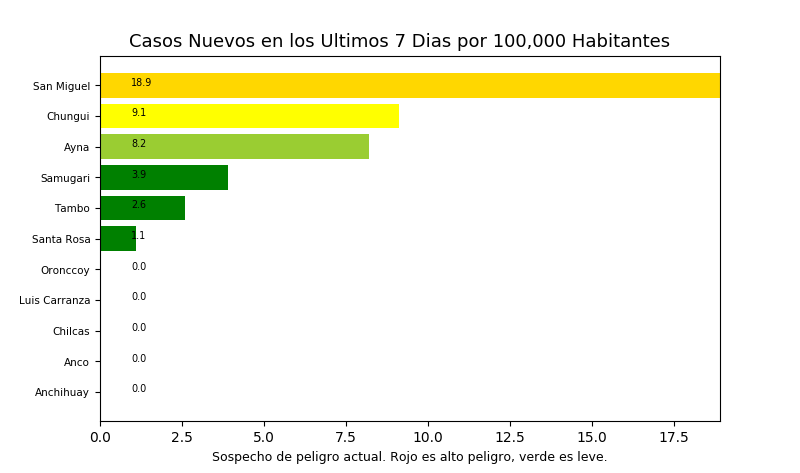 Casos Nuevos en los Ultimos 7 Dias por 100,000 Habitantes
San Miguel 18.9
Chungui 9.1
Ayna 8.2
Samugari 3.9
Tambo 2.6
Santa Rosa 1.1
Oronccoy 0.0
Luis Carranza 0.0
Chilcas 0.0
Anco 0.0
Anchihuay 0.0
0.0 2.5 5.0 7.5 10.0 12.5 15.0 17.5
Sospecho de peligro actual. Rojo es alto peligro, verde es leve.